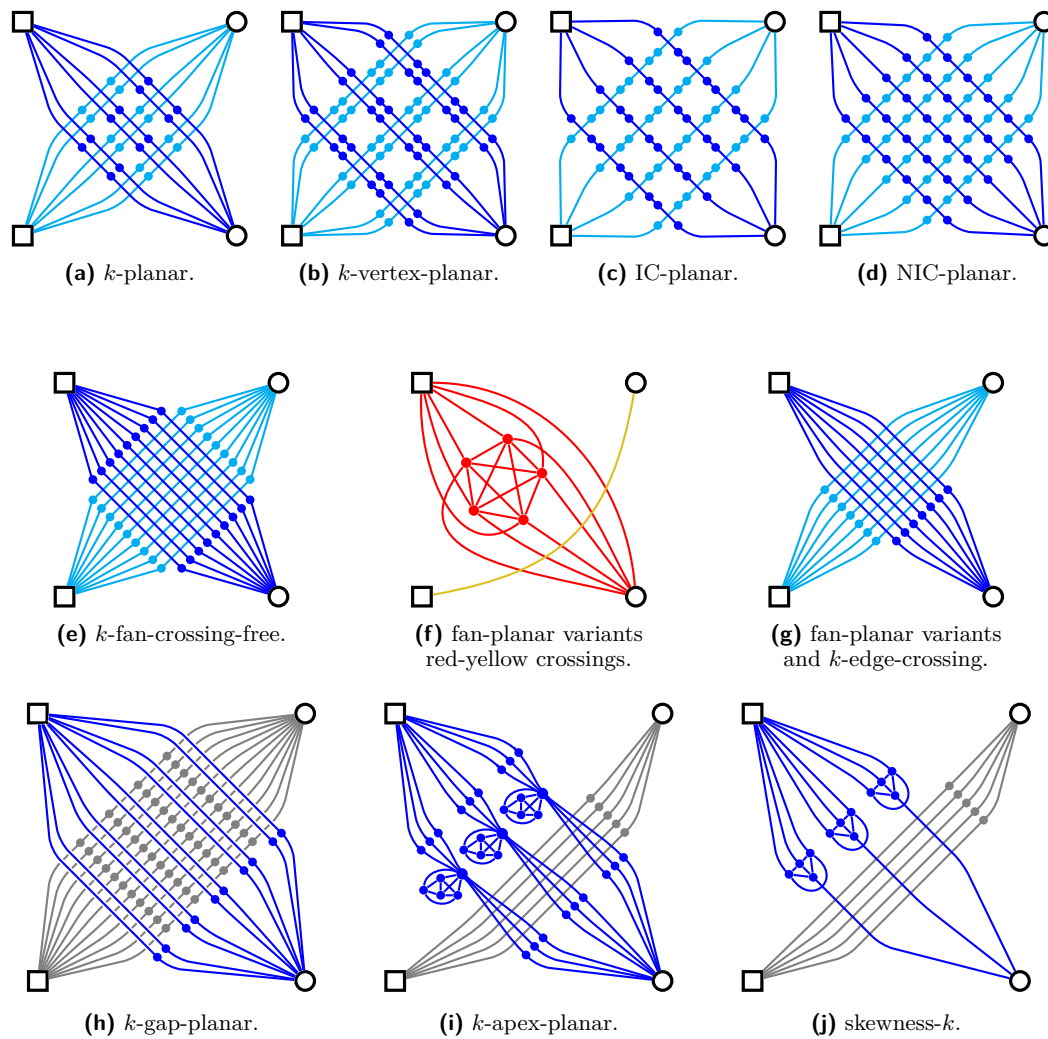 (a) k-planar.
(b) k-vertex-planar.
(c) IC-planar.
(d) NIC-planar.
(e) k-fan-crossing-free.
(f) fan-planar variants
red-yellow crossings.
(g) fan-planar variants
and k-edge-crossing.
(h) k-gap-planar.
(i) k-apex-planar.
(j) skewness-k.